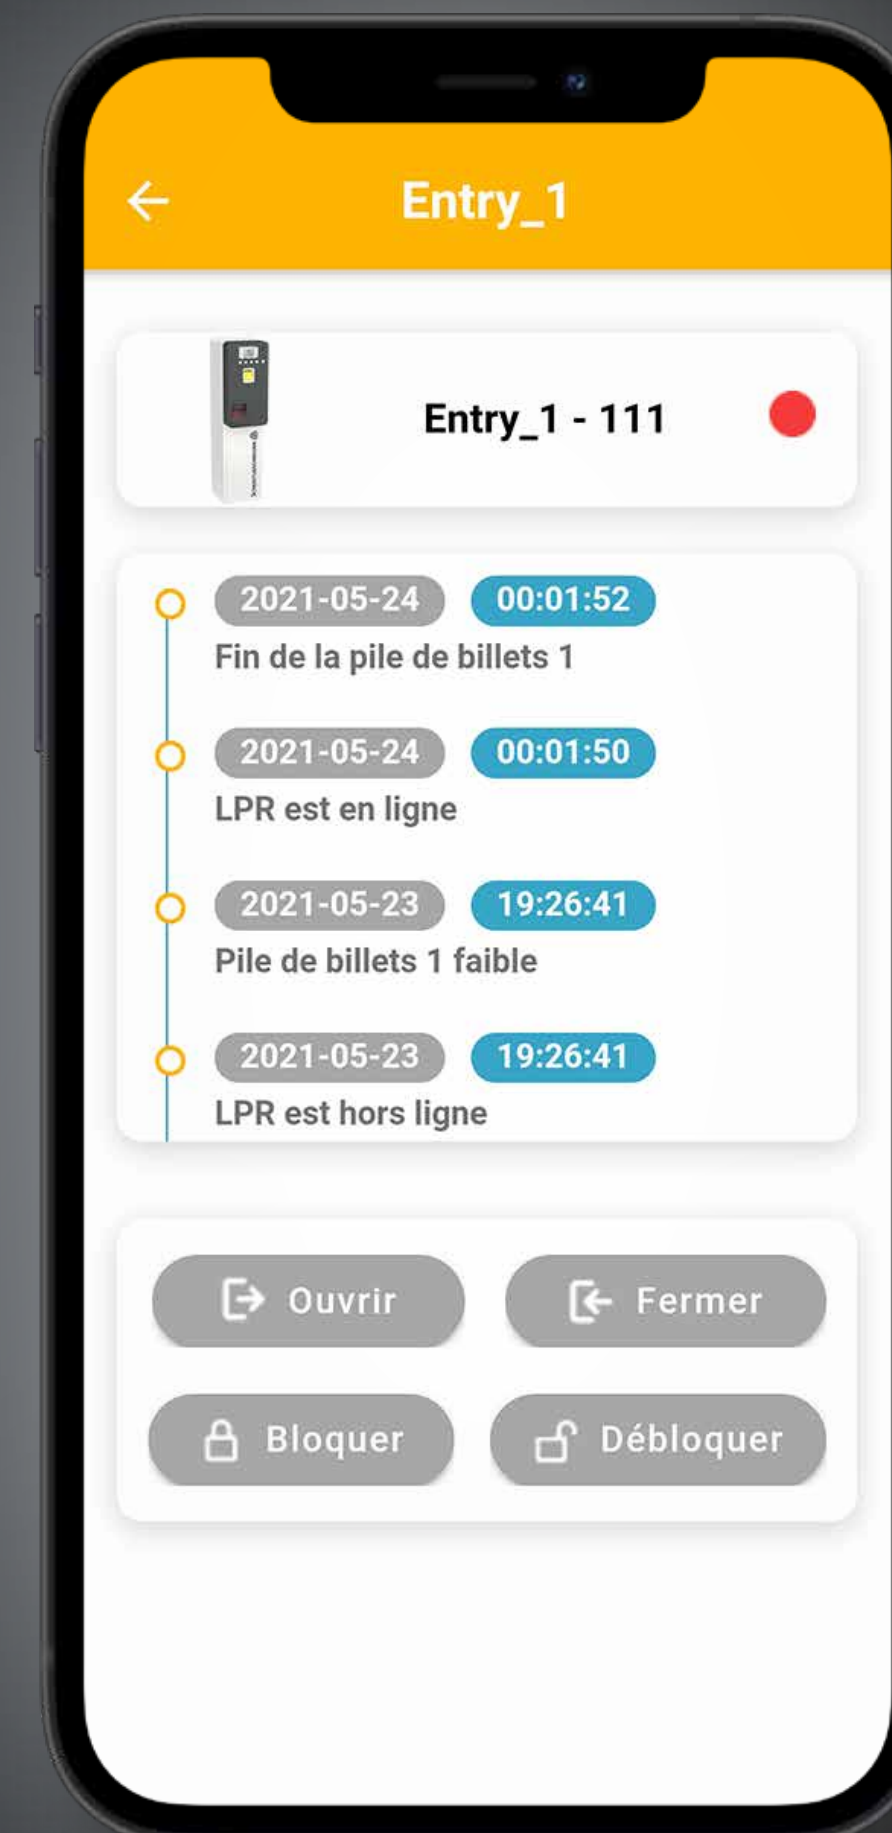 Entry_1
Entry_1 - 111
2021-05-24 00:01:52
Fin de la pile de billets 1
2021-05-24 00:01:50
LPR est en ligne
2021-05-23 19:26:41
Pile de billets 1 faible
2021-05-23 19:26:41
LPR est hors ligne
Ouvrir Fermer
Bloquer Débloquer